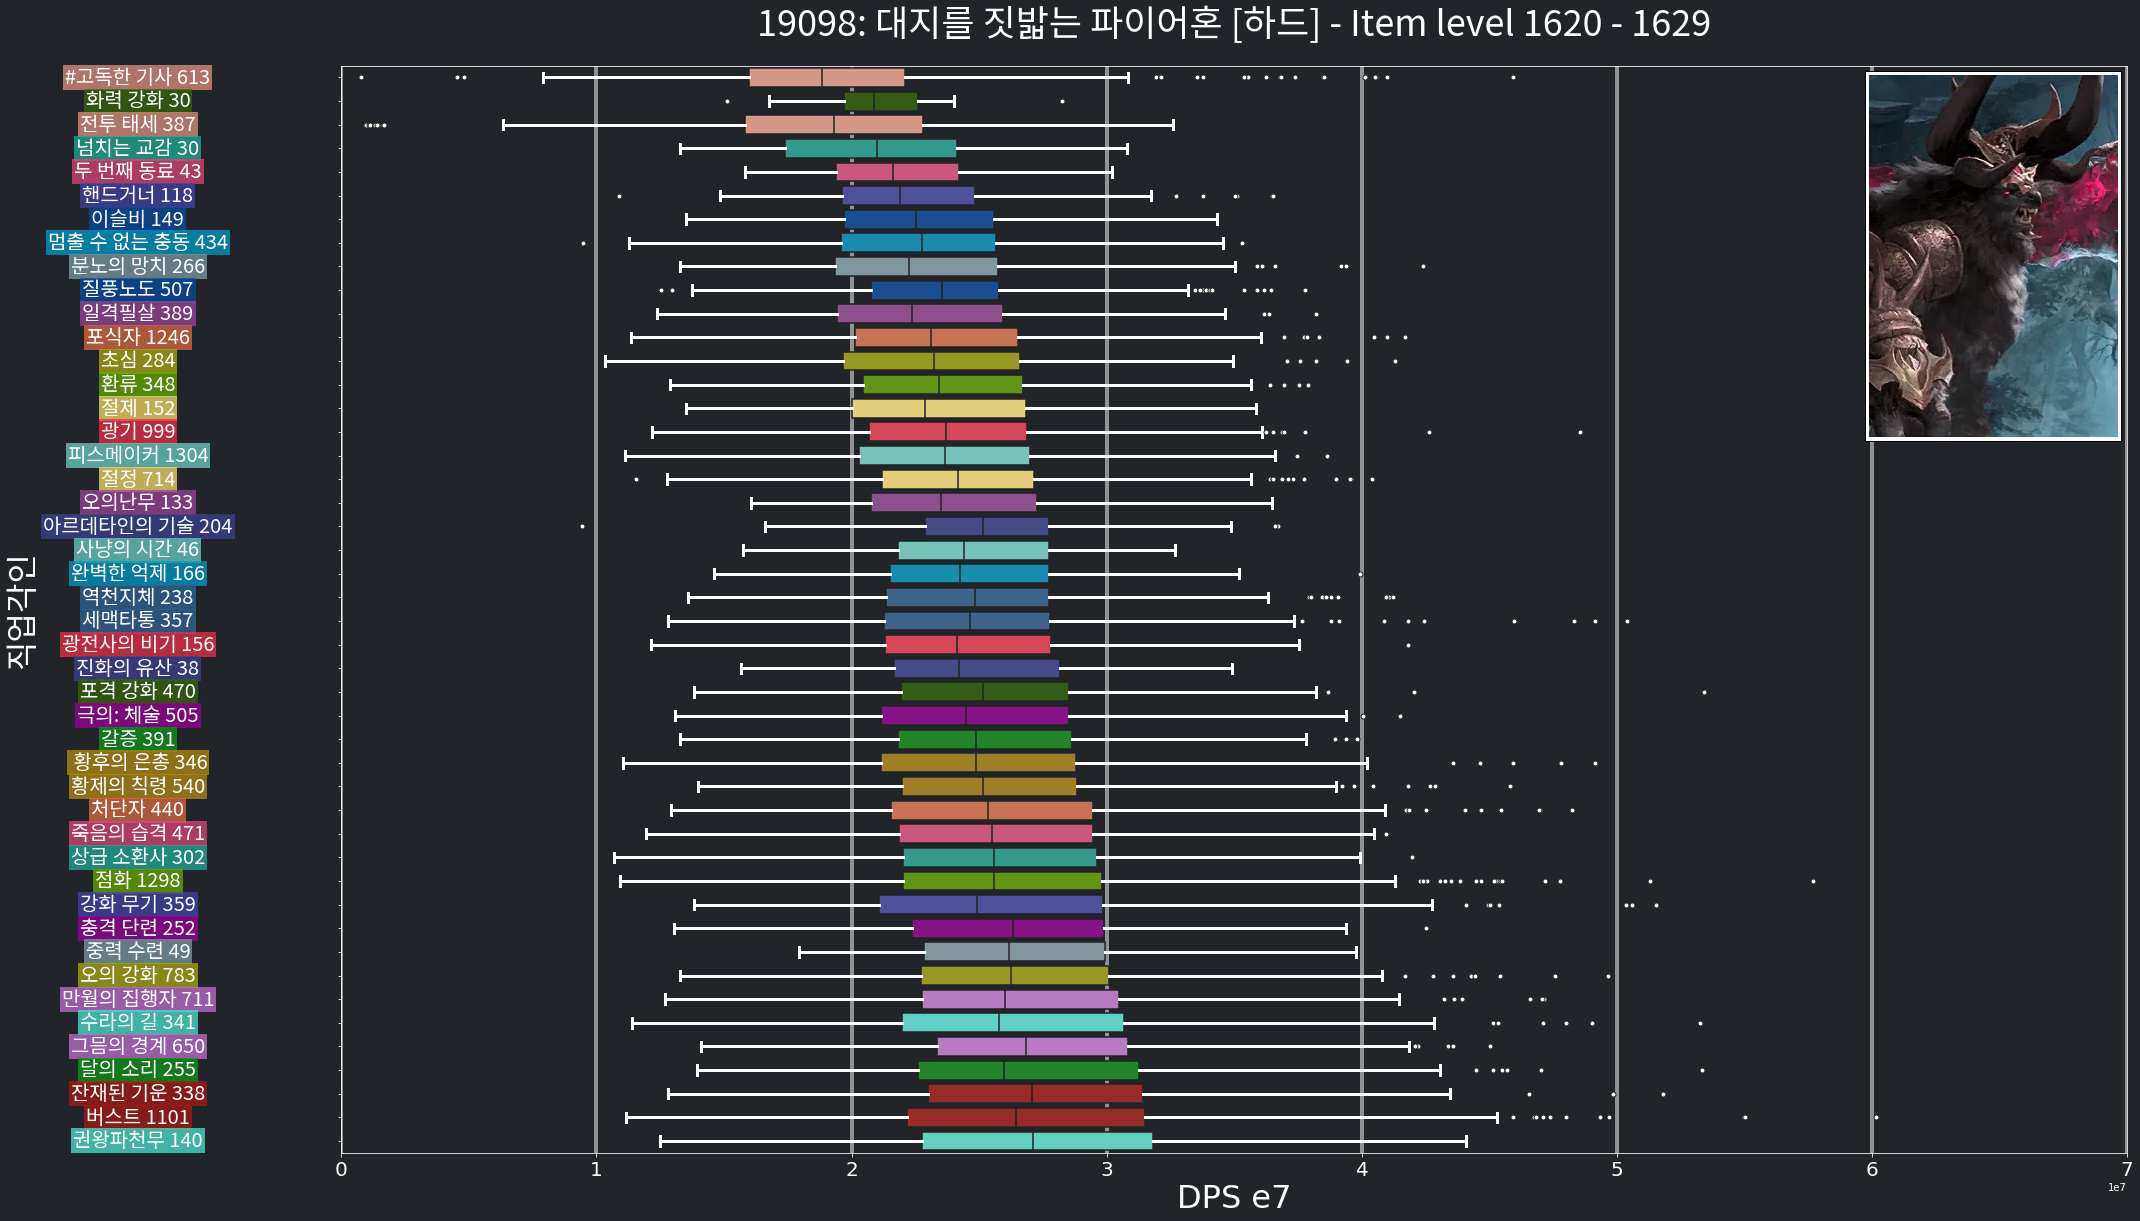 19098: 대지를 짓밟는 파이어혼 [하드] - Item level 1620 - 1629
#고독한 기사 613
화력 강화 30
전투 태세 387
넘치는 교감 30
두 번째 동료 43
핸드거너 118
이슬비 149
멈출 수 없는 충동 434
분노의 망치 266
질풍노도 507
일격필살 389
포식자 1246
초심 284
환류 348
절제 152
광기 999
피스메이커 1304
절정 714
오의난무 133
아르데타인의 기술 204
사냥의 시간 46
완벽한 억제 166
역천지체 238
세맥타통 357
광전사의 비기 156
진화의 유산 38
포격 강화 470
극의: 체술 505
갈증 391
황후의 은총 346
황제의 칙령 540
처단자 440
죽음의 습격 471
상급 소환사 302
점화 1298
강화 무기 359
충격 단련 252
중력 수련 49
오의 강화 783
만월의 집행자 711
수라의 길 341
그믐의 경계 650
달의 소리 255
잔재된 기운 338
버스트 1101
권왕파천무 140
직업각인
0 1 2 3 4 5 6 7
1e7
DPS e7